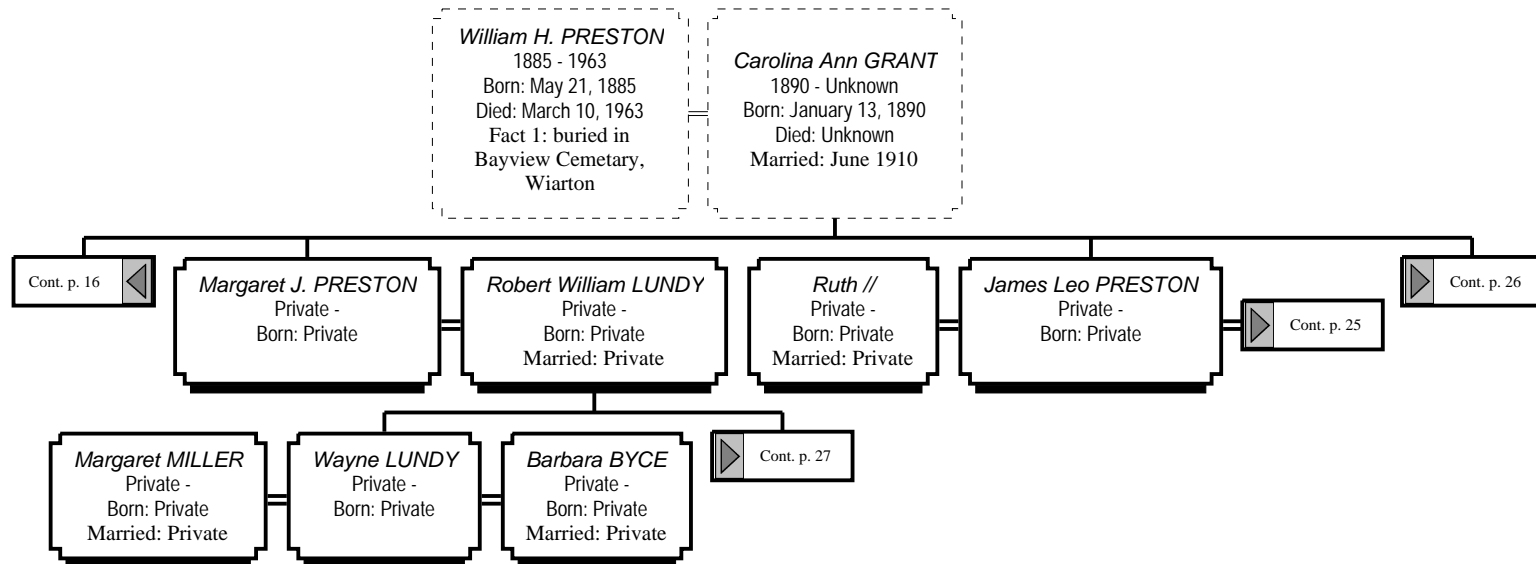 William H. PRESTON
1885 - 1963
Born: May 21, 1885
Died: March 10, 1963
Fact 1: buried in
Bayview Cemetary,
Wiarton
Carolina Ann GRANT
1890 - Unknown
Born: January 13, 1890
Died: Unknown
Married: June 1910
Cont. p. 16
Margaret J. PRESTON
Private -
Born: Private
Robert William LUNDY
Private -
Born: Private
Married: Private
Ruth //
Private -
Born: Private
Married: Private
James Leo PRESTON
Private -
Born: Private
Cont. p. 25
Cont. p. 26
Margaret MILLER
Private -
Born: Private
Married: Private
Wayne LUNDY
Private -
Born: Private
Barbara BYCE
Private -
Born: Private
Married: Private
Cont. p. 27